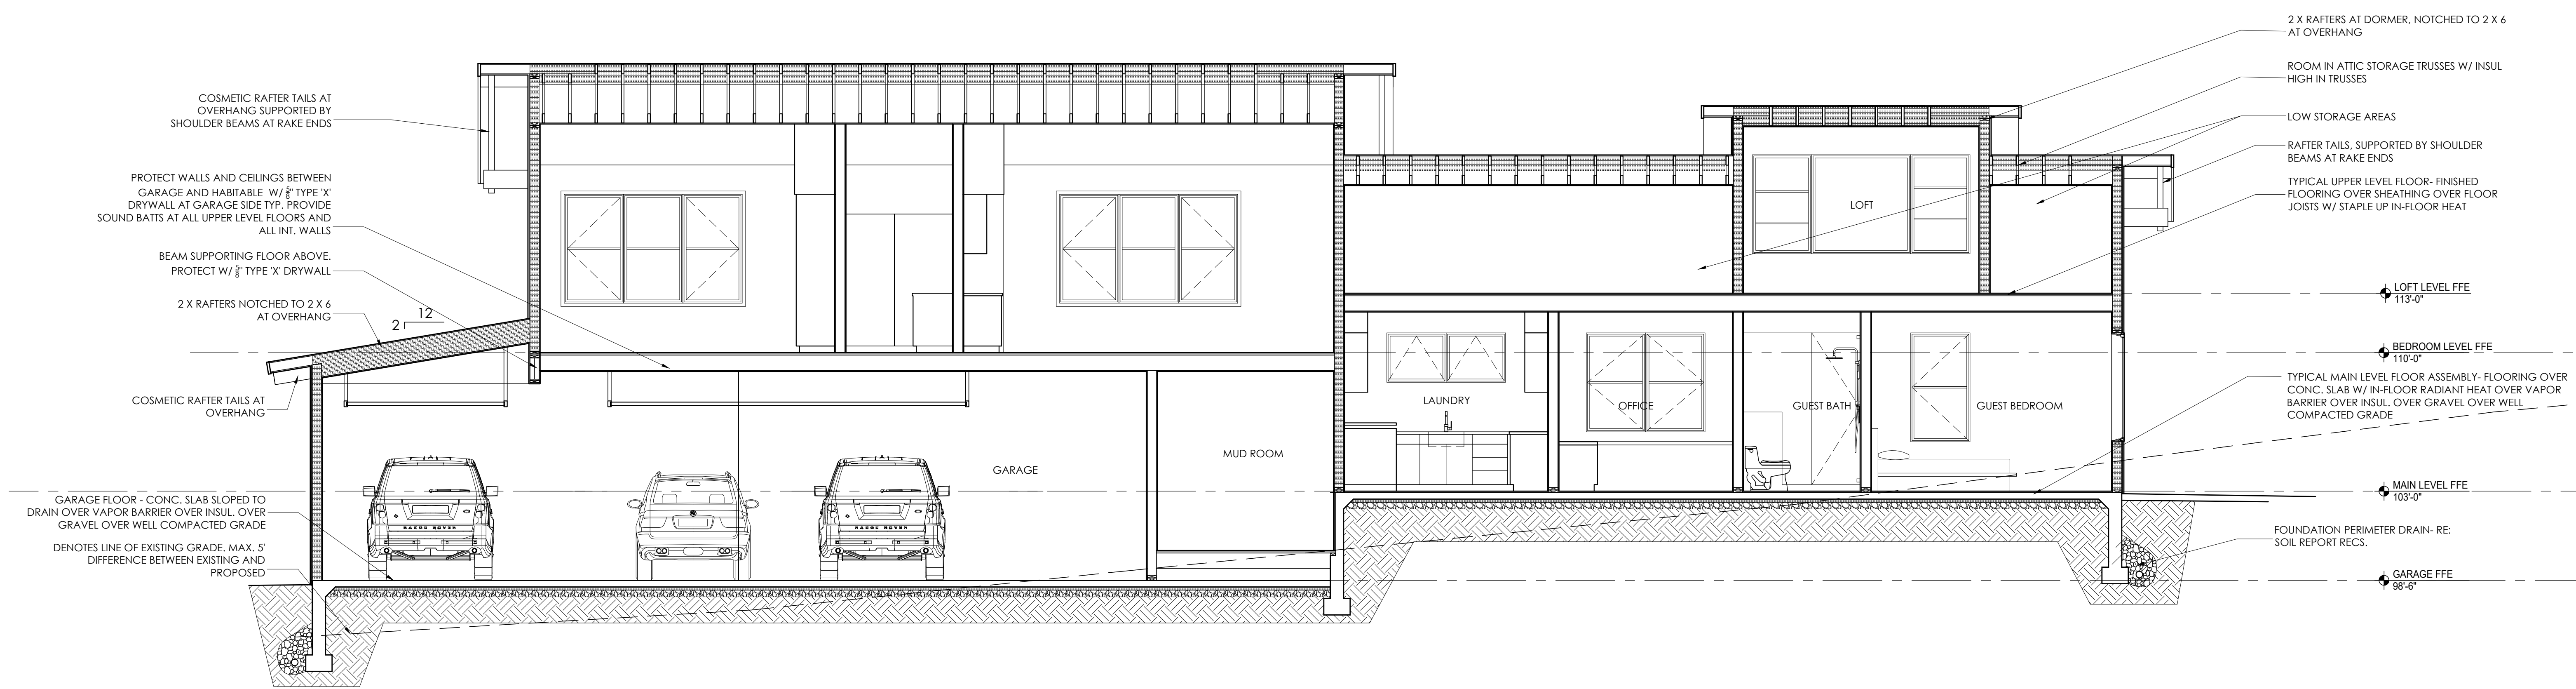 COSMETIC RAFTER TAILS AT
OVERHANG SUPPORTED BY
SHOULDER BEAMS AT RAKE ENDS
PROTECT WALLS AND CEILINGS BETWEEN
GARAGE AND HABITABLE W/ 5/8" TYPE 'X'
DRYWALL AT GARAGE SIDE TYP. PROVIDE
SOUND BATTS AT ALL UPPER LEVEL FLOORS AND
ALL INT. WALLS
BEAM SUPPORTING FLOOR ABOVE.
PROTECT W/ 5/8" TYPE 'X' DRYWALL
2 X RAFTERS NOTCHED TO 2 X 6
AT OVERHANG
12
2
COSMETIC RAFTER TAILS AT
OVERHANG
GARAGE FLOOR - CONC. SLAB SLOPED TO
DRAIN OVER VAPOR BARRIER OVER INSUL. OVER
GRAVEL OVER WELL COMPACTED GRADE
DENOTES LINE OF EXISTING GRADE. MAX. 5'
DIFFERENCE BETWEEN EXISTING AND
PROPOSED
GARAGE
MUD ROOM
LAUNDRY
OFFICE
GUEST BATH
GUEST BEDROOM
LOFT
2 X RAFTERS AT DORMER, NOTCHED TO 2 X 6
AT OVERHANG
ROOM IN ATTIC STORAGE TRUSSES W/ INSUL
HIGH IN TRUSSES
LOW STORAGE AREAS
RAFTER TAILS, SUPPORTED BY SHOULDER
BEAMS AT RAKE ENDS
TYPICAL UPPER LEVEL FLOOR- FINISHED
FLOORING OVER SHEATHING OVER FLOOR
JOISTS W/ STAPLE UP IN-FLOOR HEAT
LOFT LEVEL FFE
113'-0"
BEDROOM LEVEL FFE
110'-0"
TYPICAL MAIN LEVEL FLOOR ASSEMBLY- FLOORING OVER
CONC. SLAB W/ IN-FLOOR RADIANT HEAT OVER VAPOR
BARRIER OVER INSUL. OVER GRAVEL OVER WELL
COMPACTED GRADE
MAIN LEVEL FFE
103'-0"
FOUNDATION PERIMETER DRAIN- RE:
SOIL REPORT RECS.
GARAGE FFE
98'-6"